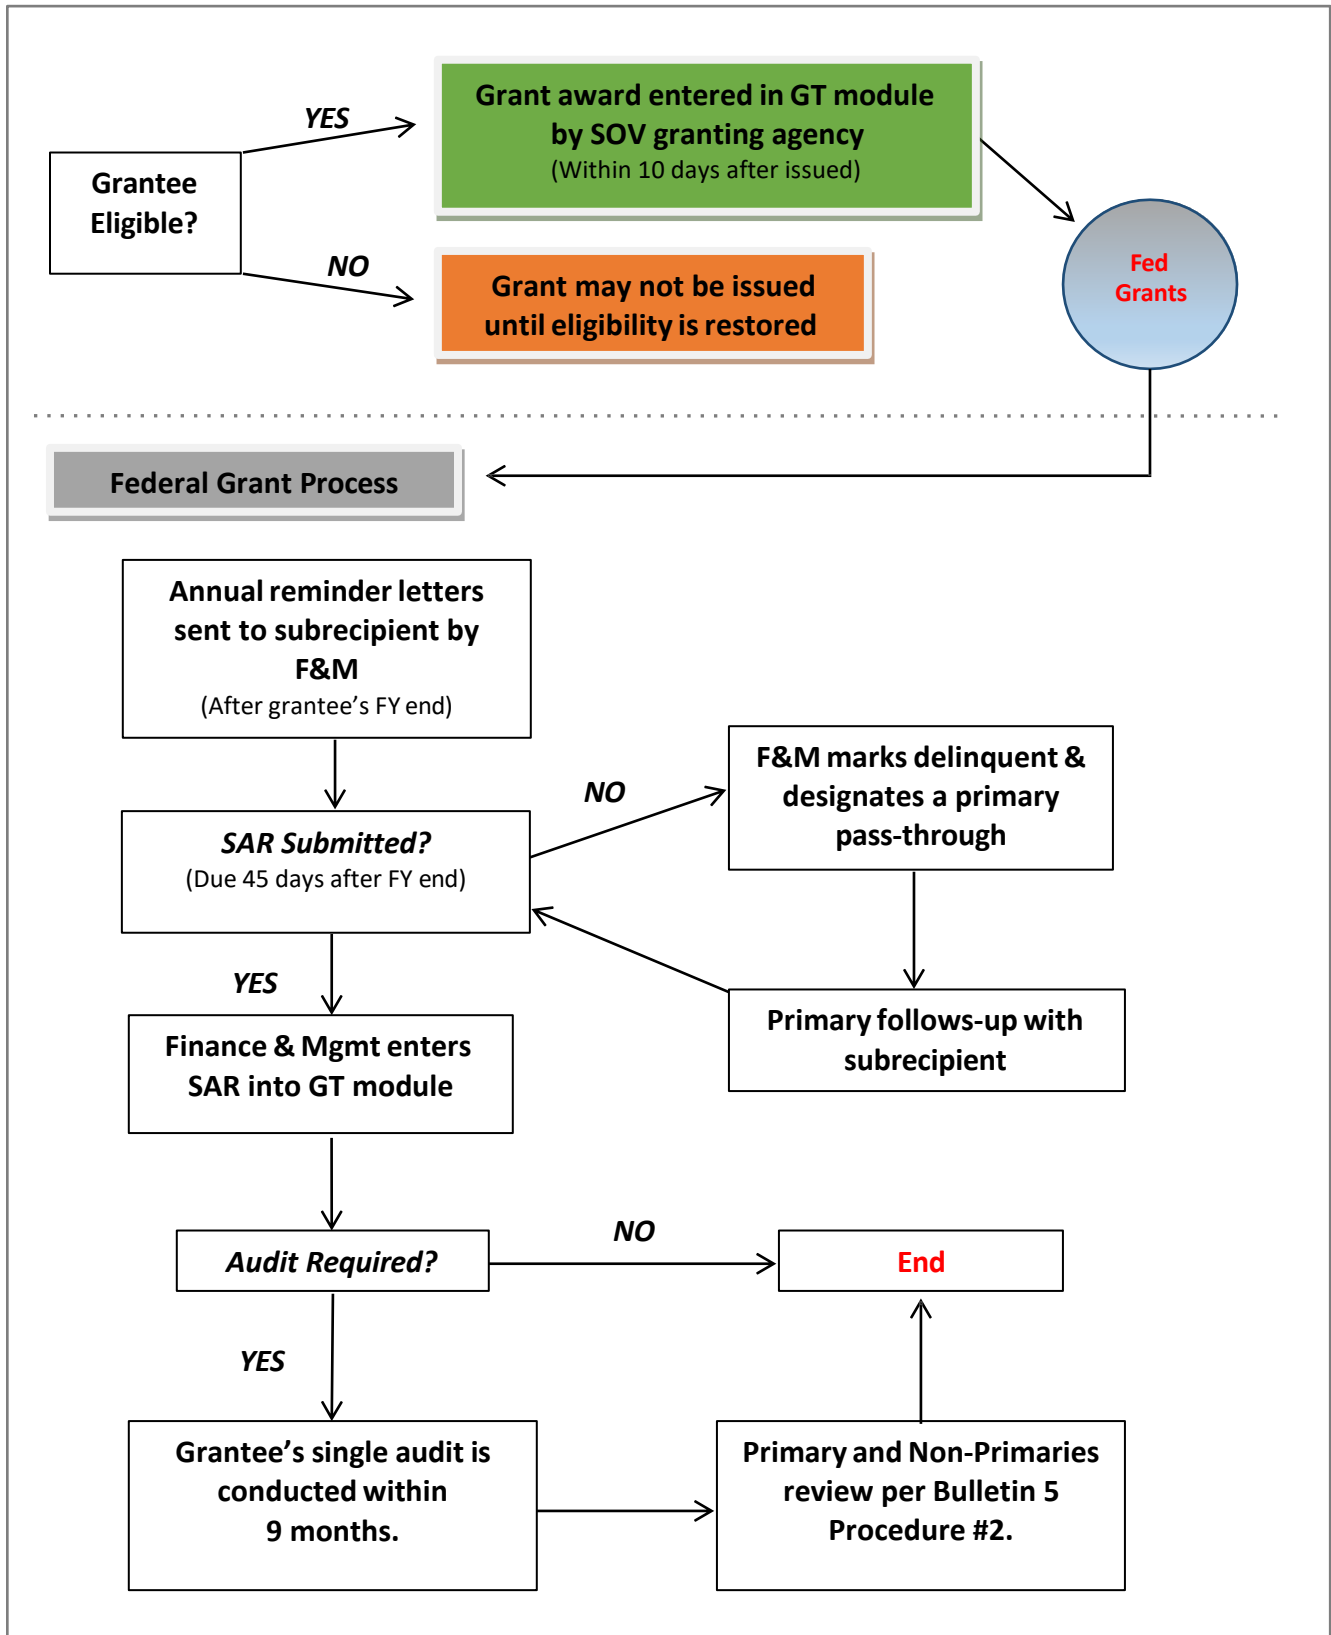 YES
Grant award entered in GT module
by SOV granting agency
(Within 10 days after issued)
Grantee
Eligible?
NO
Grant may not be issued
until eligibility is restored
Fed
Grants
Federal Grant Process
Annual reminder letters
sent to subrecipient by
F&M
(After grantee’s FY end)
SAR Submitted?
(Due 45 days after FY end)
NO
F&M marks delinquent &
designates a primary
pass-through
YES
Primary follows-up with
subrecipient
Finance & Mgmt enters
SAR into GT module
Audit Required?
NO
End
YES
Grantee’s single audit is
conducted within
9 months.
Primary and Non-Primaries
review per Bulletin 5
Procedure #2.